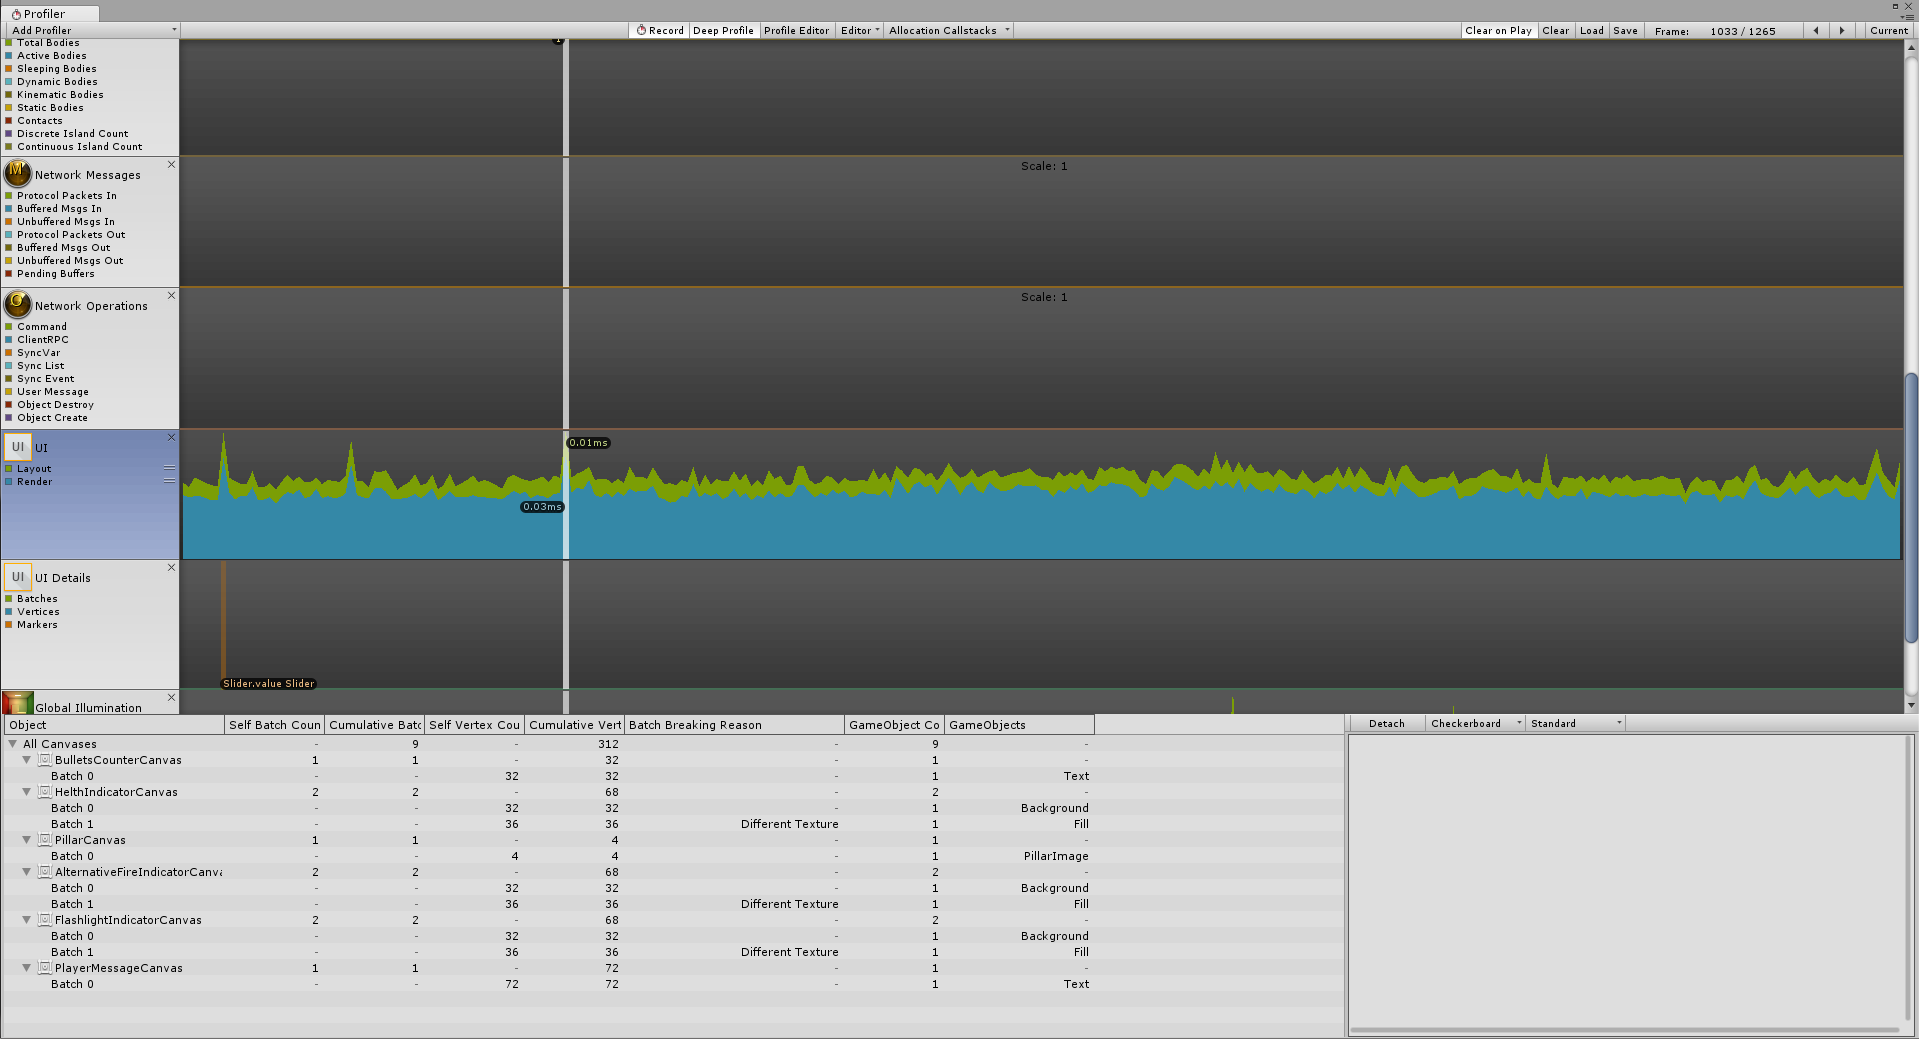 Profiler
Add Profiler
Record
Deep Profile
Profile Editor
Editor
Allocation Callstacks
Clear on Play
Clear
Load
Save
Frame: 1033 / 1265
Current
Total Bodies
Active Bodies
Sleeping Bodies
Dynamic Bodies
Kinematic Bodies
Static Bodies
Contacts
Discrete Island Count
Continuous Island Count
M Network Messages
Scale: 1
Protocol Packets In
Buffered Msgs In
Unbuffered Msgs In
Protocol Packets Out
Buffered Msgs Out
Unbuffered Msgs Out
Pending Buffers
O Network Operations
Scale: 1
Command
ClientRPC
SyncVar
Sync List
Sync Event
User Message
Object Destroy
Object Create
UI UI
Layout
Render
0.01ms
0.03ms
UI UI Details
Batches
Vertices
Markers
Slider.value Slider
Global Illumination
Object Self Batch Coun Cumulative Batc Self Vertex Cou Cumulative Vert Batch Breaking Reason GameObject Co GameObjects
Detach Checkerboard Standard
All Canvases - 9 - 312 - 9 -
BulletsCounterCanvas 1 1 - 32 - 1 -
Batch 0 - - 32 32 - 1 Text
HelthIndicatorCanvas 2 2 - 68 - 2 -
Batch 0 - - 32 32 - 1 Background
Batch 1 - - 36 36 Different Texture 1 Fill
PillarCanvas 1 1 - 4 - 1 -
Batch 0 - - 4 4 - 1 PillarImage
AlternativeFireIndicatorCanva 2 2 - 68 - 2 -
Batch 0 - - 32 32 - 1 Background
Batch 1 - - 36 36 Different Texture 1 Fill
FlashlightIndicatorCanvas 2 2 - 68 - 2 -
Batch 0 - - 32 32 - 1 Background
Batch 1 - - 36 36 Different Texture 1 Fill
PlayerMessageCanvas 1 1 - 72 - 1 -
Batch 0 - - 72 72 - 1 Text